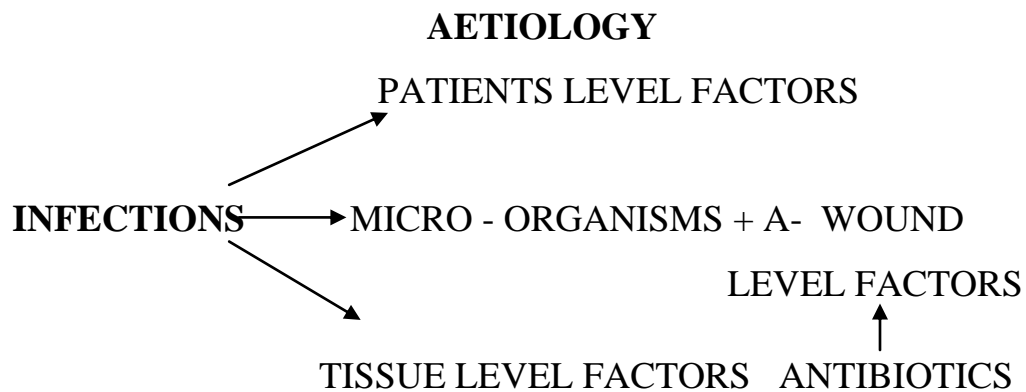 AETIOLOGY
PATIENTS LEVEL FACTORS
INFECTIONS MICRO - ORGANISMS + A- WOUND
LEVEL FACTORS
TISSUE LEVEL FACTORS ANTIBIOTICS